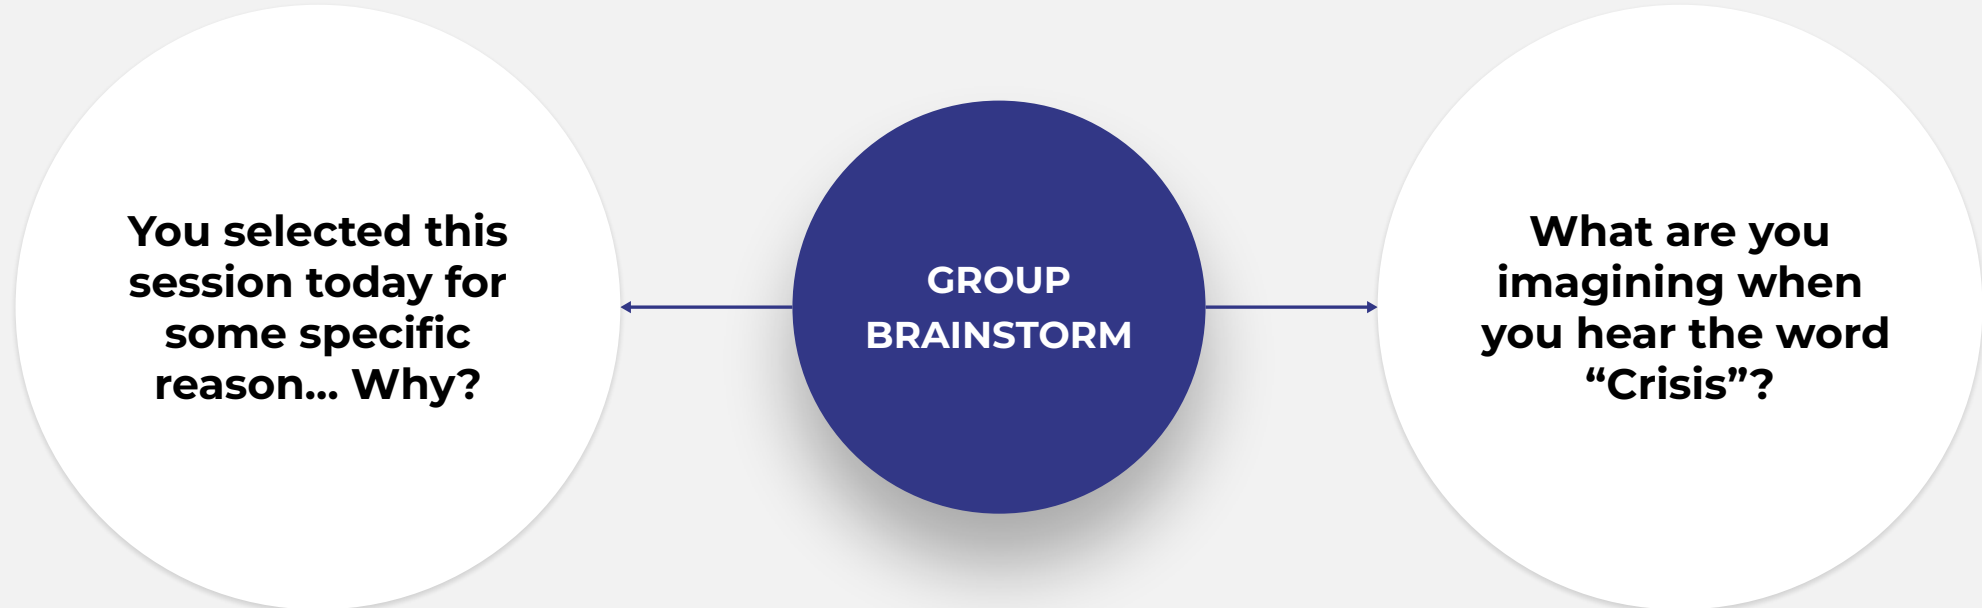 You selected this
session today for
some specific
reason... Why?
GROUP
BRAINSTORM
What are you
imagining when
you hear the word
“Crisis”?